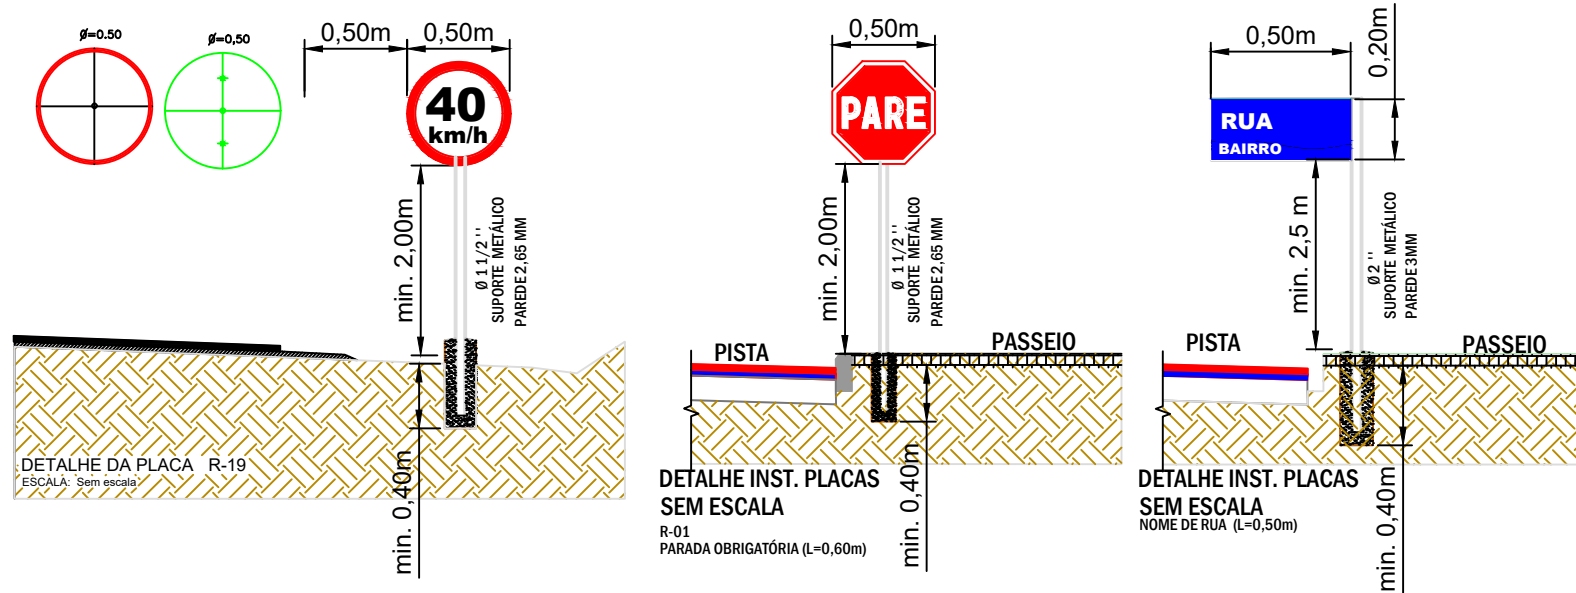 Ø=0.50
Ø=0,50
0,50m
0,50m
40
km/h
min. 2,00m
Ø 1 1/2 ''
SUPORTE METÁLICO
PAREDE 2,65 MM
DETALHE DA PLACA R-19
ESCALA: Sem escala
min. 0,40m
0,50m
PARE
min. 2,00m
Ø 1 1/2 ''
SUPORTE METÁLICO
PAREDE 2,65 MM
PISTA
PASSEIO
min. 0,40m
DETALHE INST. PLACAS
SEM ESCALA
R-01
PARADA OBRIGATÓRIA (L=0,60m)
0,50m
0,20m
RUA
BAIRRO
min. 2,5 m
Ø 2 ''
SUPORTE METÁLICO
PAREDE 3MM
PISTA
PASSEIO
min. 0,40m
DETALHE INST. PLACAS
SEM ESCALA
NOME DE RUA (L=0,50m)